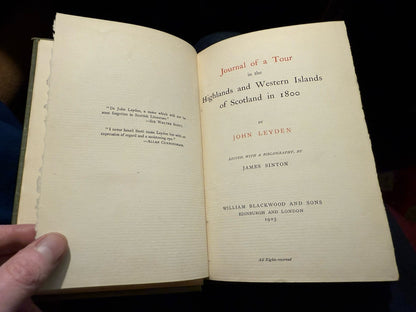 "Dr John Leyden, a name which will not be
soon forgotten in Scottish Literature."
—SIR WALTER SCOTT.
"I never heard them name Leyden but with an
expression of regard and a moistening eye."
—ALLAN CUNNINGHAM.
Journal of a Tour
in the
Highlands and Western Islands
of Scotland in 1800
BY
JOHN LEYDEN
EDITED, WITH A BIBLIOGRAPHY, BY
JAMES SINTON
WILLIAM BLACKWOOD AND SONS
EDINBURGH AND LONDON
1903
All Rights reserved